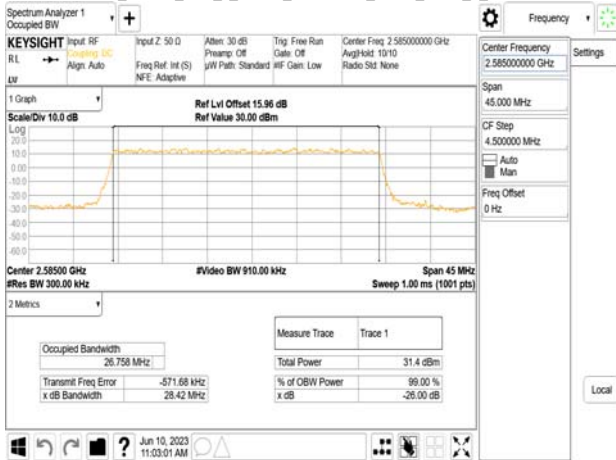 Spectrum Analyzer 1
Occupied BW
Frequency
KEYSIGHT
RL
Input: RF
Coupling: DC
Align: Auto
Input Z: 50 Ω
Freq Ref: Int (S)
NFE: Adaptive
Atten: 30 dB
Preamp: Off
µW Path: Standard
Trig: Free Run
Gate: Off
#IF Gain: Low
Center Freq: 2.585000000 GHz
Avg|Hold: 10/10
Radio Std: None
1 Graph
Scale/Div 10.0 dB
Ref Lvl Offset 15.96 dB
Ref Value 30.00 dBm
Log
20.0
10.0
0.00
-10.0
-20.0
-30.0
-40.0
-50.0
-60.0
Center 2.58500 GHz
#Res BW 300.00 kHz
#Video BW 910.00 kHz
Span 45 MHz
Sweep 1.00 ms (1001 pts)
2 Metrics
Measure Trace
Trace 1
Occupied Bandwidth
26.758 MHz
Total Power
31.4 dBm
Transmit Freq Error
-571.68 kHz
% of OBW Power
99.00 %
x dB Bandwidth
28.42 MHz
x dB
-26.00 dB
Center Frequency
2.585000000 GHz
Settings
Span
45.000 MHz
CF Step
4.500000 MHz
Auto
Man
Freq Offset
0 Hz
Local
?
Jun 10, 2023
11:03:01 AM